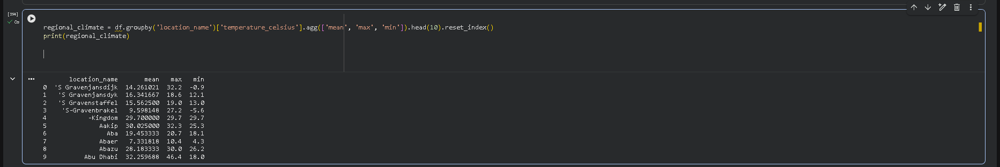 [254]
0s
regional_climate = df.groupby('location_name')['temperature_celsius'].agg(['mean', 'max', 'min']).head(10).reset_index()
print(regional_climate)
location_name mean max min
0 'S Gravenjansdijk 14.261021 32.2 -0.9
1 'S Gravenjansdyk 16.341667 18.6 12.1
2 'S Gravenstaffel 15.562500 19.0 13.0
3 'S-Gravenbrakel 9.598148 27.2 -5.6
4 -Kingdom 29.700000 29.7 29.7
5 Aakip 30.025000 32.3 25.3
6 Aba 19.453333 20.7 18.1
7 Abaer 7.331818 10.4 4.3
8 Abazu 28.183333 30.0 26.2
9 Abu Dhabi 32.259688 46.4 18.0